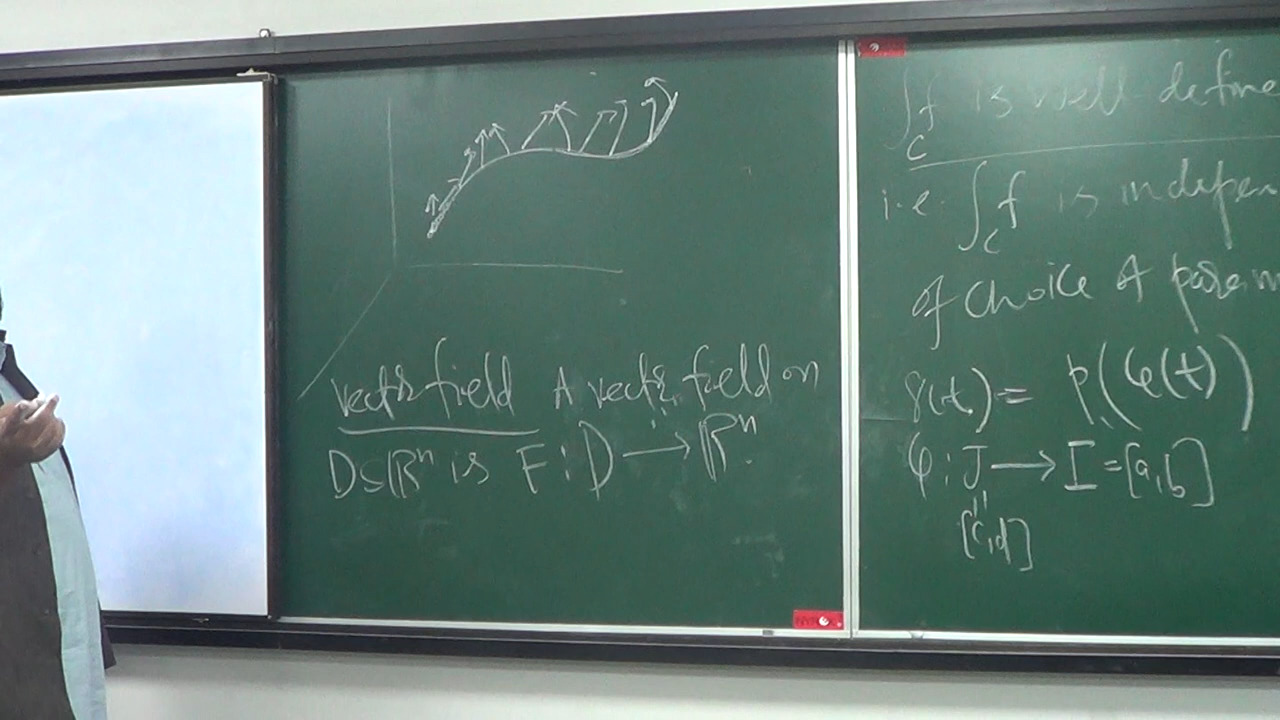 vector field A vector field on
D ⊆ ℝⁿ is F : D ⟶ ℝⁿ.
∫_C f is well-define
i.e. ∫_C f is indepen
of choice of param
γ(t) = p(φ(t))
φ : J ⟶ I = [a,b]
"
[c,d]